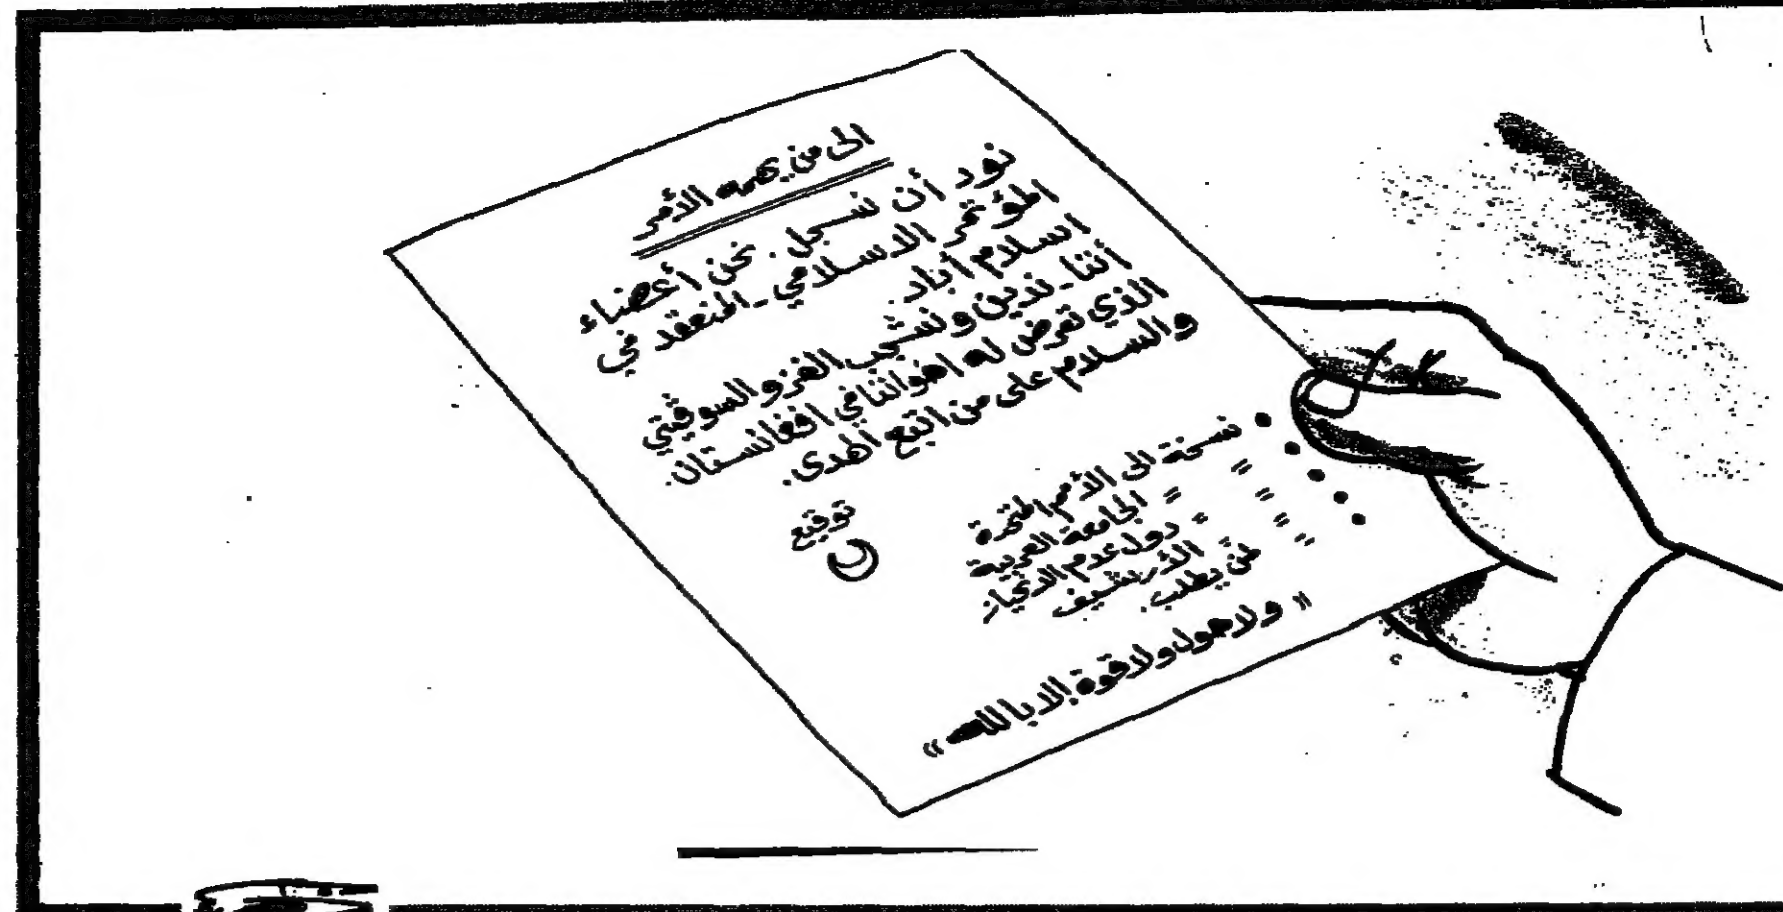 الى من يهمه الأمر
نود أن نسجل . نحن أعضاء
المؤتمر الاسلامي - المنعقد في
اسلام أباد.
أننا - ندين ونشجب الغزو السوڤيتي
الذي تعرض له اخواننا في افغانستان.
والسلام على من اتبع الهدى.
توقيع
• نسخة الى الأمم المتحدة
• " " الجامعة العربية
• " " دول عدم الانحياز
• " " الأرشيف
• " لمن يطلب.
" ولا حول ولا قوة إلا بالله "